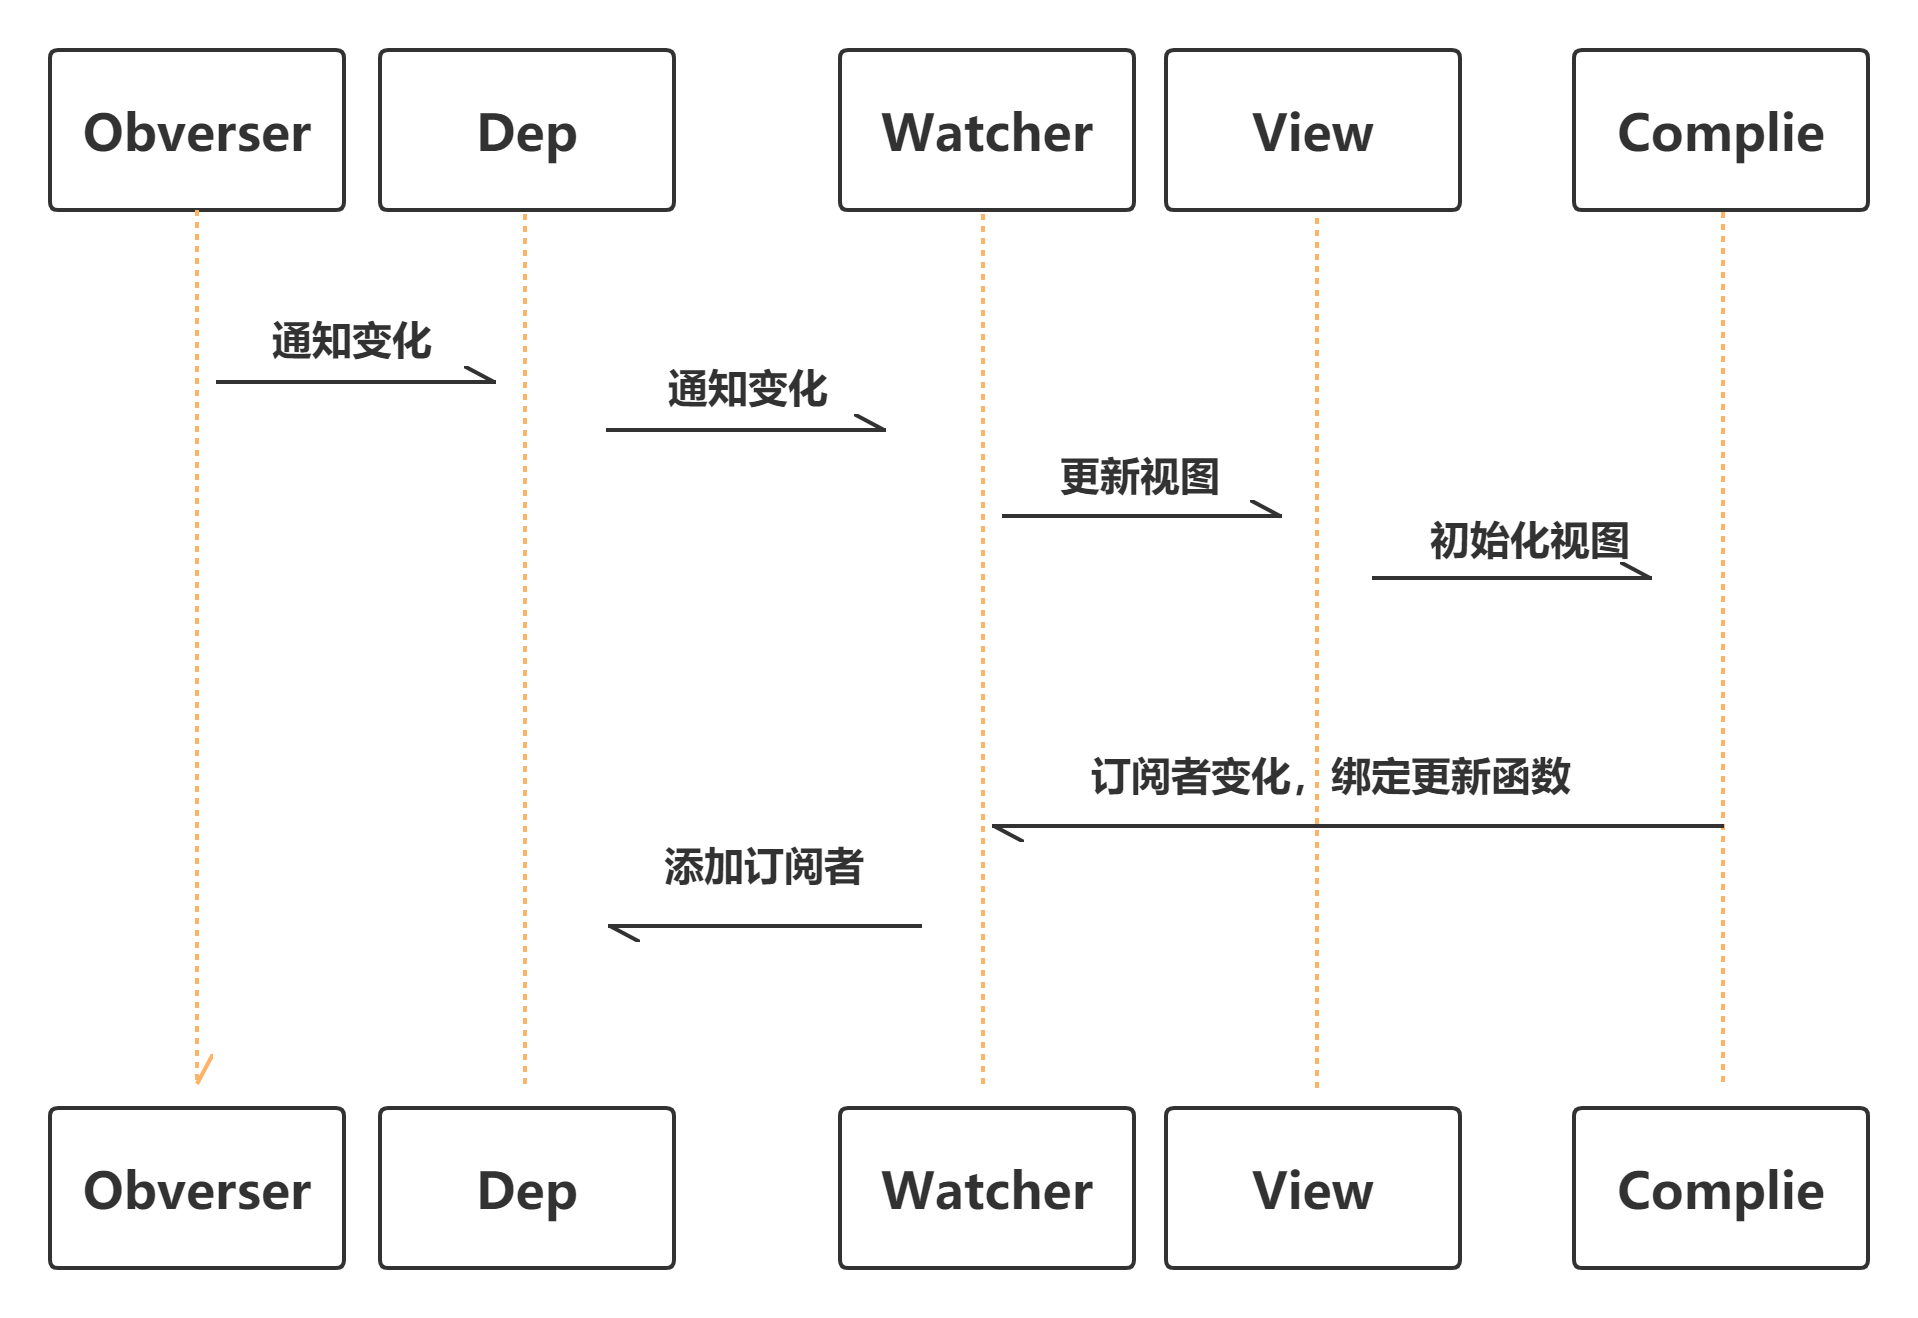 Obverser
Dep
Watcher
View
Complie
通知变化
通知变化
更新视图
初始化视图
订阅者变化，绑定更新函数
添加订阅者
Obverser
Dep
Watcher
View
Complie